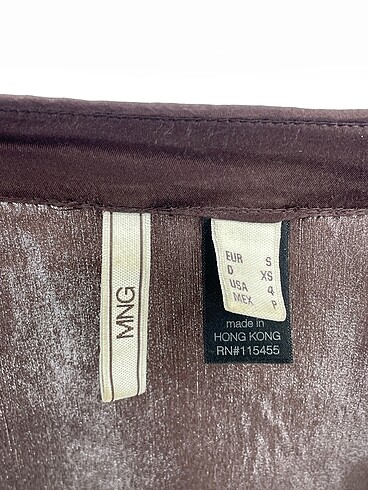 MNG
EUR S
D XS
USA 4
MEX P
made in
HONG KONG
RN#115455